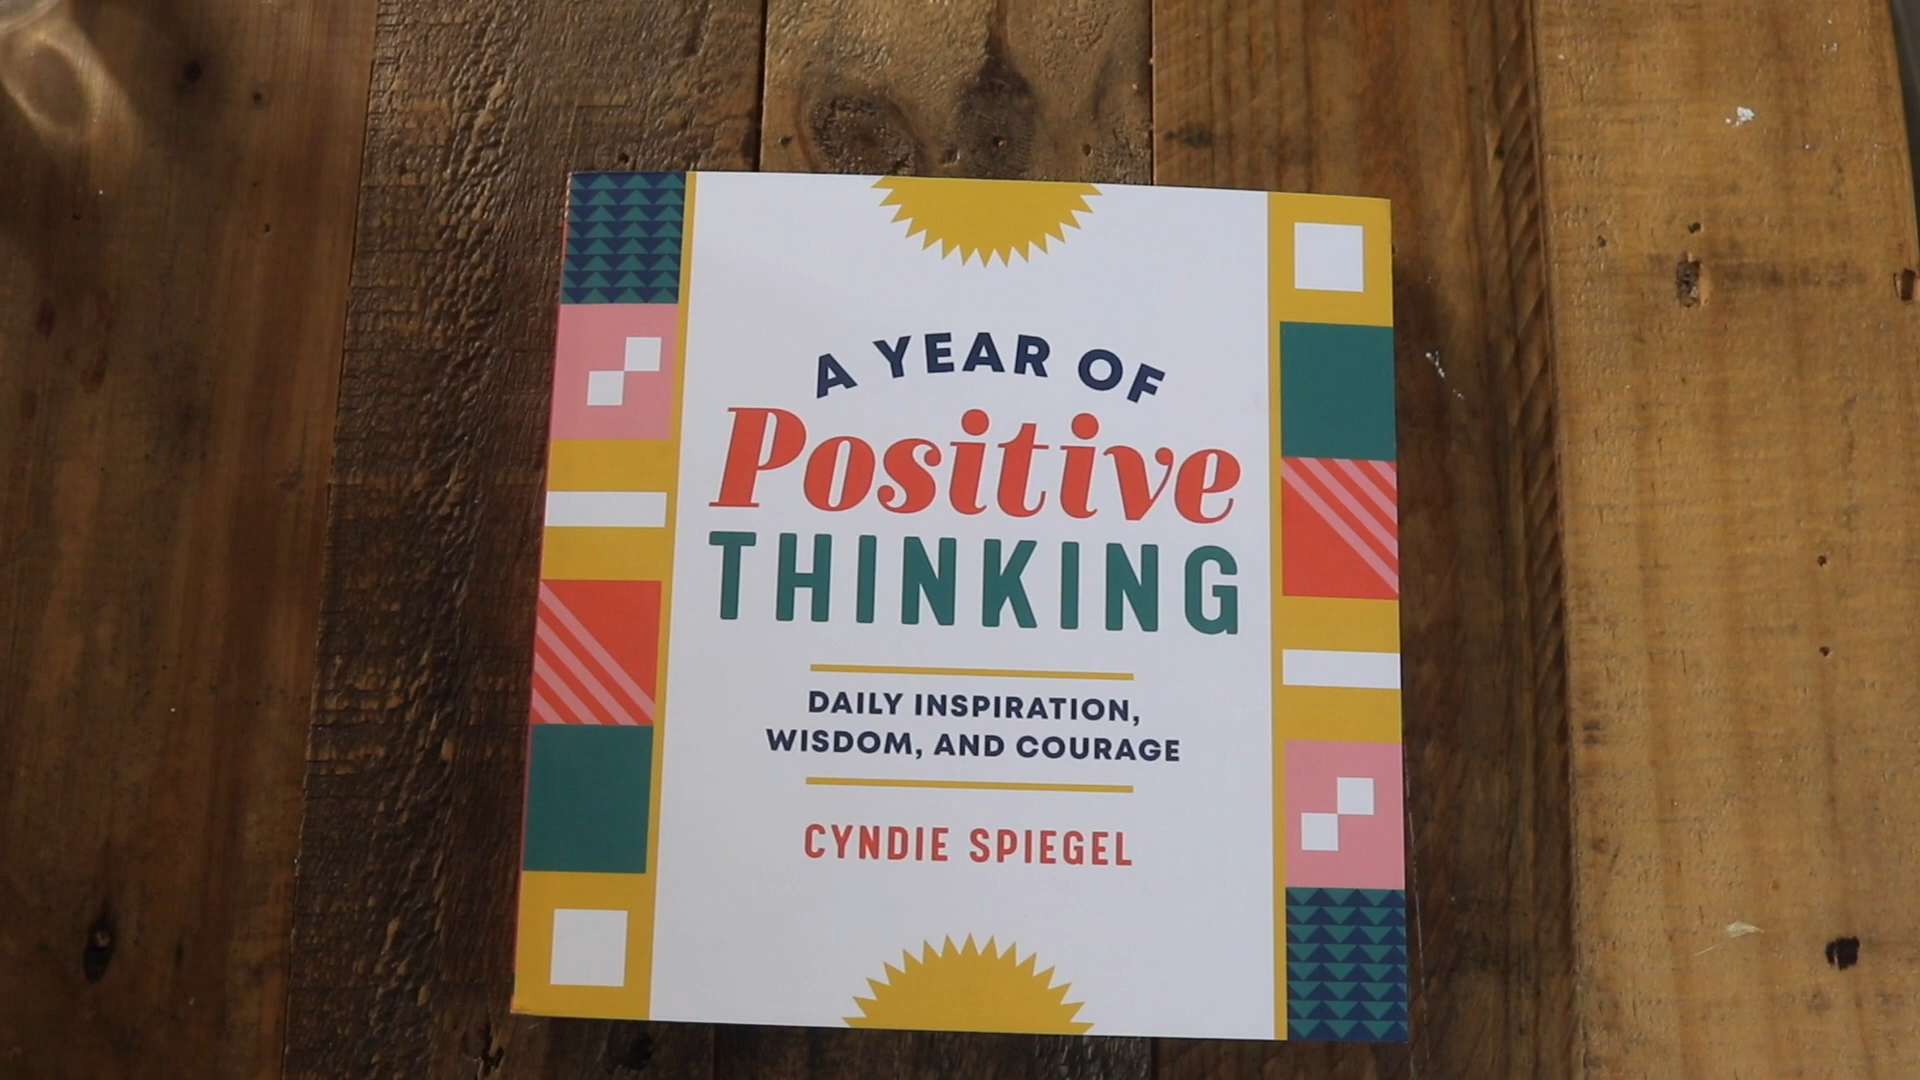 A YEAR OF
Positive
THINKING
DAILY INSPIRATION,
WISDOM, AND COURAGE
CYNDIE SPIEGEL